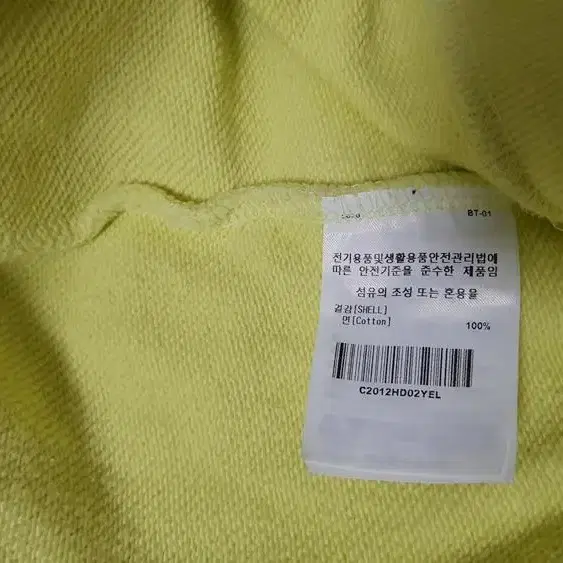 BT-01
전기용품및생활용품안전관리법에
따른 안전기준을 준수한 제품임
섬유의 조성 또는 혼용율
겉감[SHELL]
면[Cotton] 100%
C2012HD02YEL